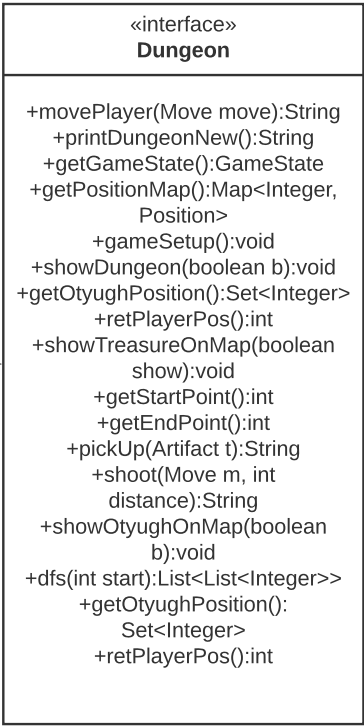 «interface»
Dungeon
+movePlayer(Move move):String
+printDungeonNew():String
+getGameState():GameState
+getPositionMap():Map<Integer,
Position>
+gameSetup():void
+showDungeon(boolean b):void
+getOtyughPosition():Set<Integer>
+retPlayerPos():int
+showTreasureOnMap(boolean
show):void
+getStartPoint():int
+getEndPoint():int
+pickUp(Artifact t):String
+shoot(Move m, int
distance):String
+showOtyughOnMap(boolean
b):void
+dfs(int start):List<List<Integer>>
+getOtyughPosition():
Set<Integer>
+retPlayerPos():int